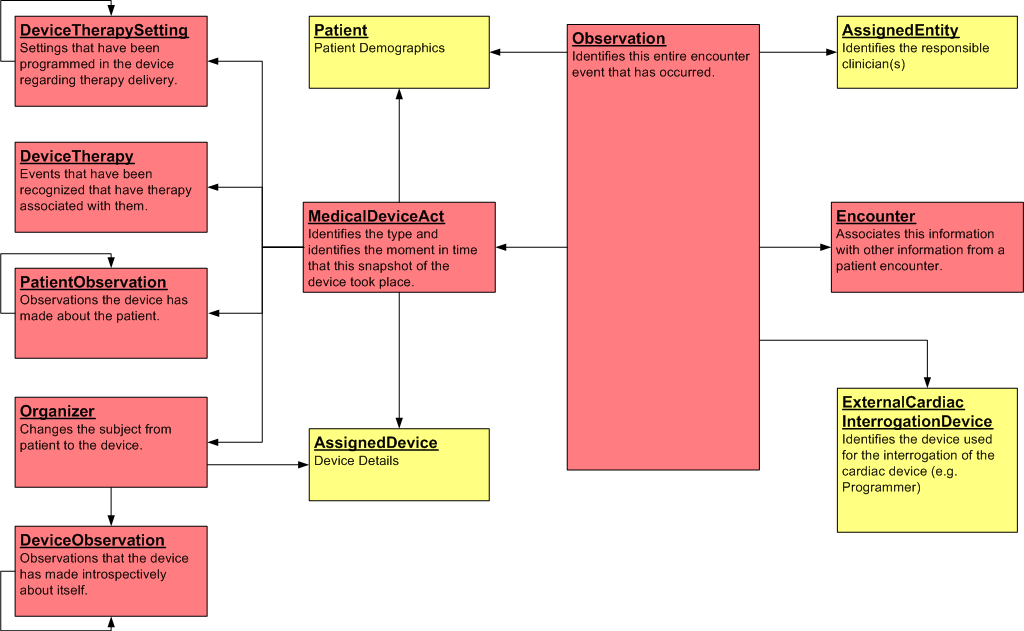 DeviceTherapySetting
Settings that have been
programmed in the device
regarding therapy delivery.
Patient
Patient Demographics
Observation
Identifies this entire encounter
event that has occurred.
AssignedEntity
Identifies the responsible
clinician(s)
DeviceTherapy
Events that have been
recognized that have therapy
associated with them.
MedicalDeviceAct
Identifies the type and
identifies the moment in time
that this snapshot of the
device took place.
Encounter
Associates this information
with other information from a
patient encounter.
PatientObservation
Observations the device has
made about the patient.
Organizer
Changes the subject from
patient to the device.
AssignedDevice
Device Details
ExternalCardiac
InterrogationDevice
Identifies the device used
for the interrogation of the
cardiac device (e.g.
Programmer)
DeviceObservation
Observations that the device
has made introspectively
about itself.